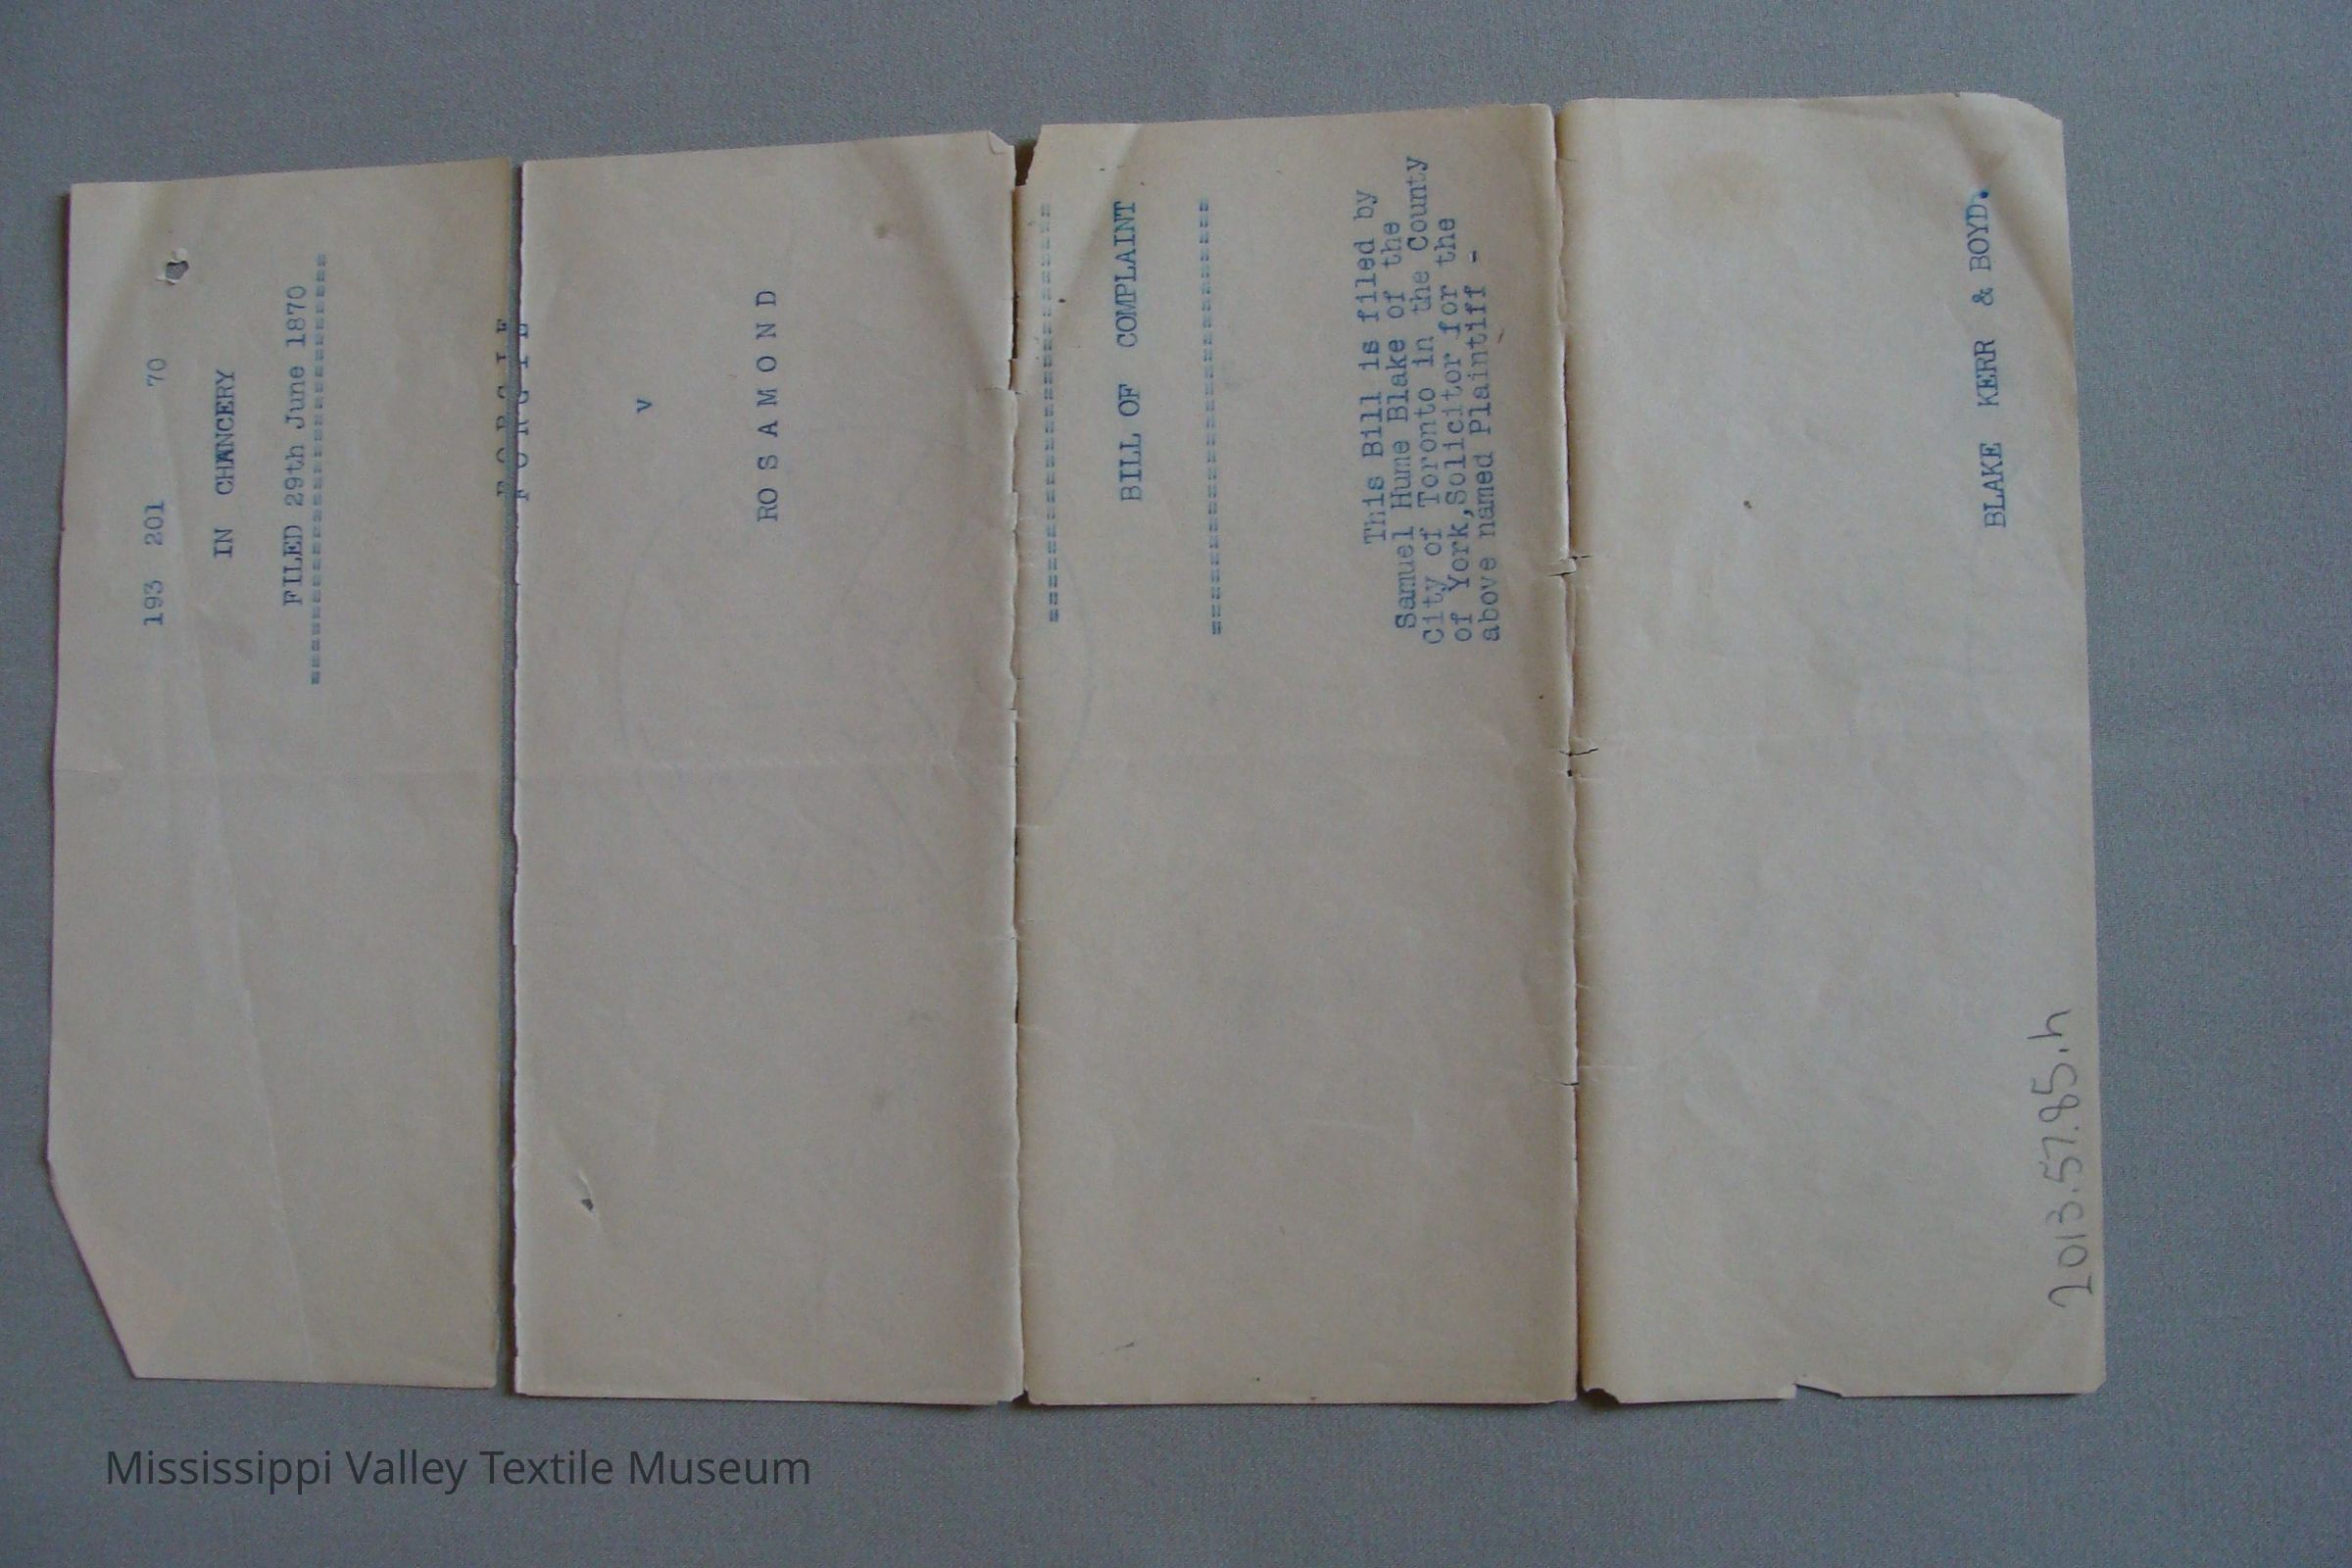 193 201 70
IN CHANCERY
FILED 29th June 1870
==============================
FORGIE
v
ROSAMOND
==============================
BILL OF COMPLAINT
==============================
This Bill is filed by
Samuel Hume Blake of the
City of Toronto in the County
of York,Solicitor for the
above named Plaintiff -
BLAKE KERR & BOYD.
2013.57.85.h
Mississippi Valley Textile Museum